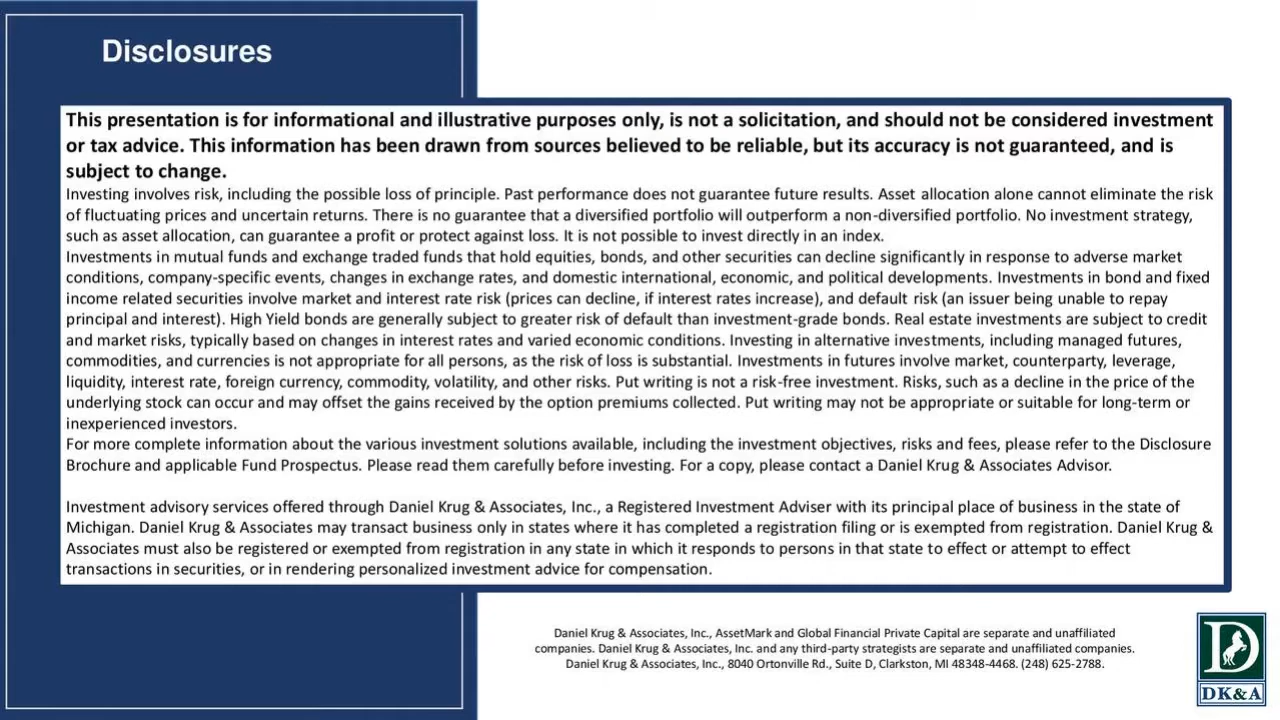 Disclosures
This presentation is for informational and illustrative purposes only, is not a solicitation, and should not be considered investment
or tax advice. This information has been drawn from sources believed to be reliable, but its accuracy is not guaranteed, and is
subject to change.
Investing involves risk, including the possible loss of principle. Past performance does not guarantee future results. Asset allocation alone cannot eliminate the risk
of fluctuating prices and uncertain returns. There is no guarantee that a diversified portfolio will outperform a non-diversified portfolio. No investment strategy,
such as asset allocation, can guarantee a profit or protect against loss. It is not possible to invest directly in an index.
Investments in mutual funds and exchange traded funds that hold equities, bonds, and other securities can decline significantly in response to adverse market
conditions, company-specific events, changes in exchange rates, and domestic international, economic, and political developments. Investments in bond and fixed
income related securities involve market and interest rate risk (prices can decline, if interest rates increase), and default risk (an issuer being unable to repay
principal and interest). High Yield bonds are generally subject to greater risk of default than investment-grade bonds. Real estate investments are subject to credit
and market risks, typically based on changes in interest rates and varied economic conditions. Investing in alternative investments, including managed futures,
commodities, and currencies is not appropriate for all persons, as the risk of loss is substantial. Investments in futures involve market, counterparty, leverage,
liquidity, interest rate, foreign currency, commodity, volatility, and other risks. Put writing is not a risk-free investment. Risks, such as a decline in the price of the
underlying stock can occur and may offset the gains received by the option premiums collected. Put writing may not be appropriate or suitable for long-term or
inexperienced investors.
For more complete information about the various investment solutions available, including the investment objectives, risks and fees, please refer to the Disclosure
Brochure and applicable Fund Prospectus. Please read them carefully before investing. For a copy, please contact a Daniel Krug & Associates Advisor.
Investment advisory services offered through Daniel Krug & Associates, Inc., a Registered Investment Adviser with its principal place of business in the state of
Michigan. Daniel Krug & Associates may transact business only in states where it has completed a registration filing or is exempted from registration. Daniel Krug &
Associates must also be registered or exempted from registration in any state in which it responds to persons in that state to effect or attempt to effect
transactions in securities, or in rendering personalized investment advice for compensation.
Daniel Krug & Associates, Inc., AssetMark and Global Financial Private Capital are separate and unaffiliated
companies. Daniel Krug & Associates, Inc. and any third-party strategists are separate and unaffiliated companies.
Daniel Krug & Associates, Inc., 8040 Ortonville Rd., Suite D, Clarkston, MI 48348-4468. (248) 625-2788.
D
DK&A